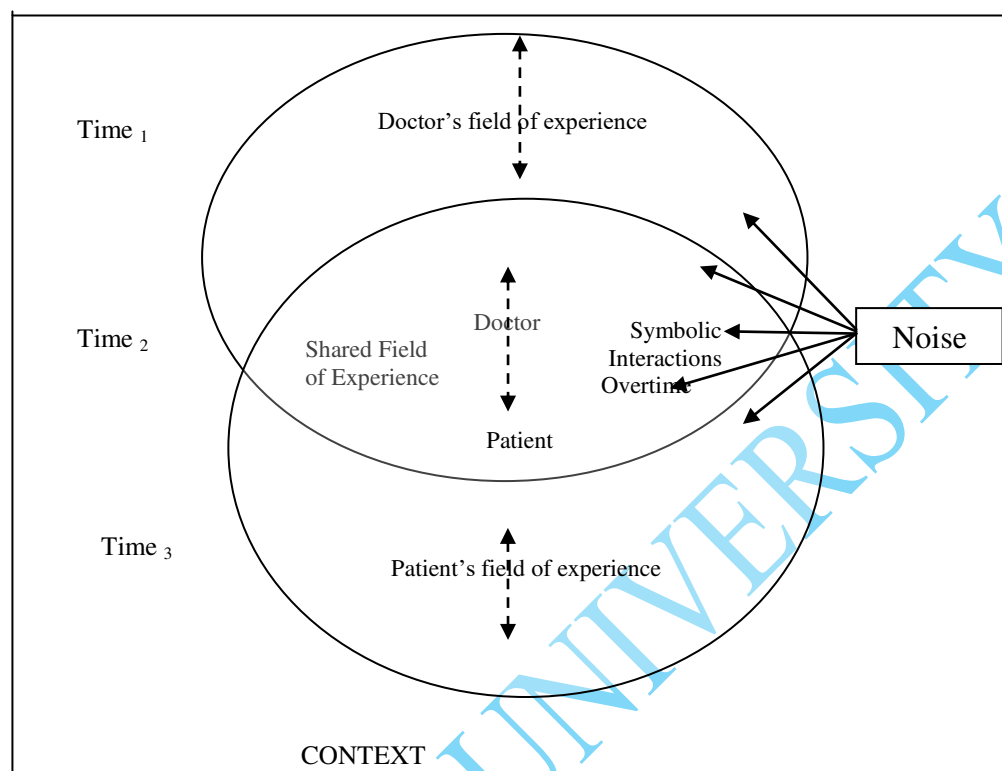 Doctor's field of experience
Time 1
Doctor
Symbolic
Noise
Time 2
Interactions
Shared Field
of Experience
Overtime
Patient
Time 3
Patient's field of experience
CONTEXT
UNIVERSITY